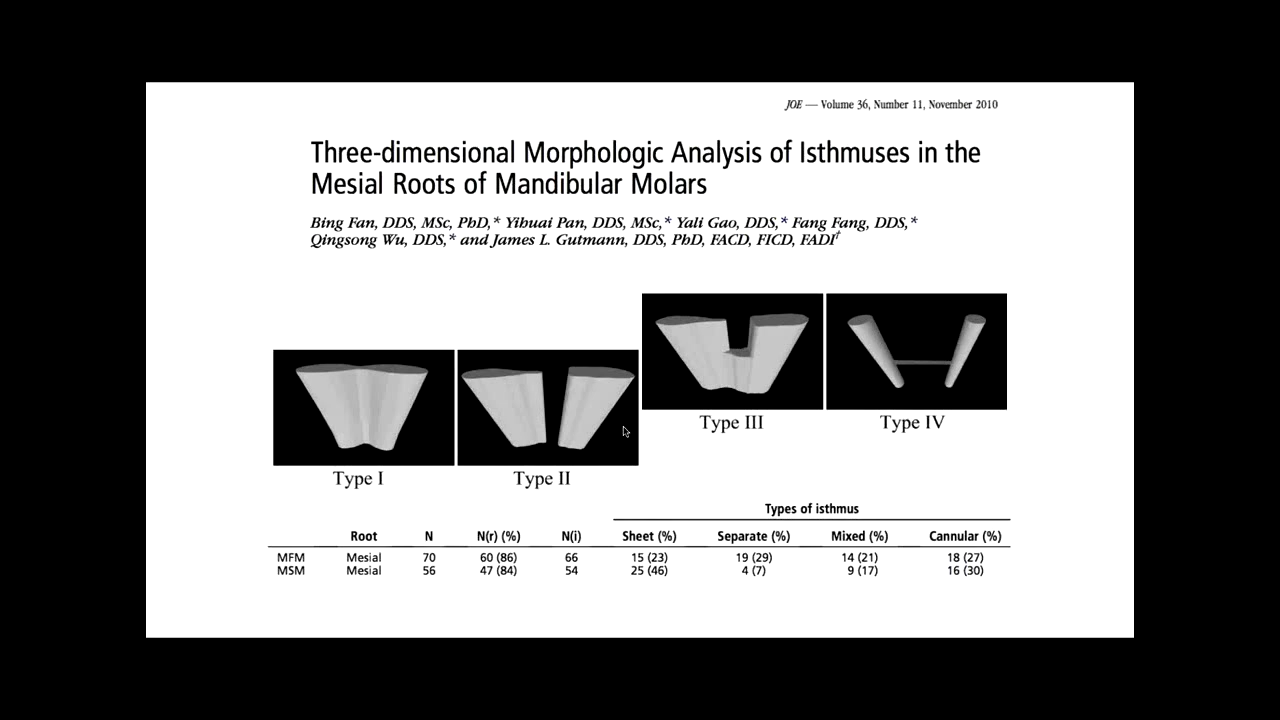 JOE — Volume 36, Number 11, November 2010
Three-dimensional Morphologic Analysis of Isthmuses in the
Mesial Roots of Mandibular Molars
Bing Fan, DDS, MSc, PhD,* Yihuai Pan, DDS, MSc,* Yali Gao, DDS,* Fang Fang, DDS,*
Qingsong Wu, DDS,* and James L. Gutmann, DDS, PhD, FACD, FICD, FADI†
Type III Type IV
Type I Type II
Types of isthmus
Root N N(r) (%) N(i) Sheet (%) Separate (%) Mixed (%) Cannular (%)
MFM Mesial 70 60 (86) 66 15 (23) 19 (29) 14 (21) 18 (27)
MSM Mesial 56 47 (84) 54 25 (46) 4 (7) 9 (17) 16 (30)